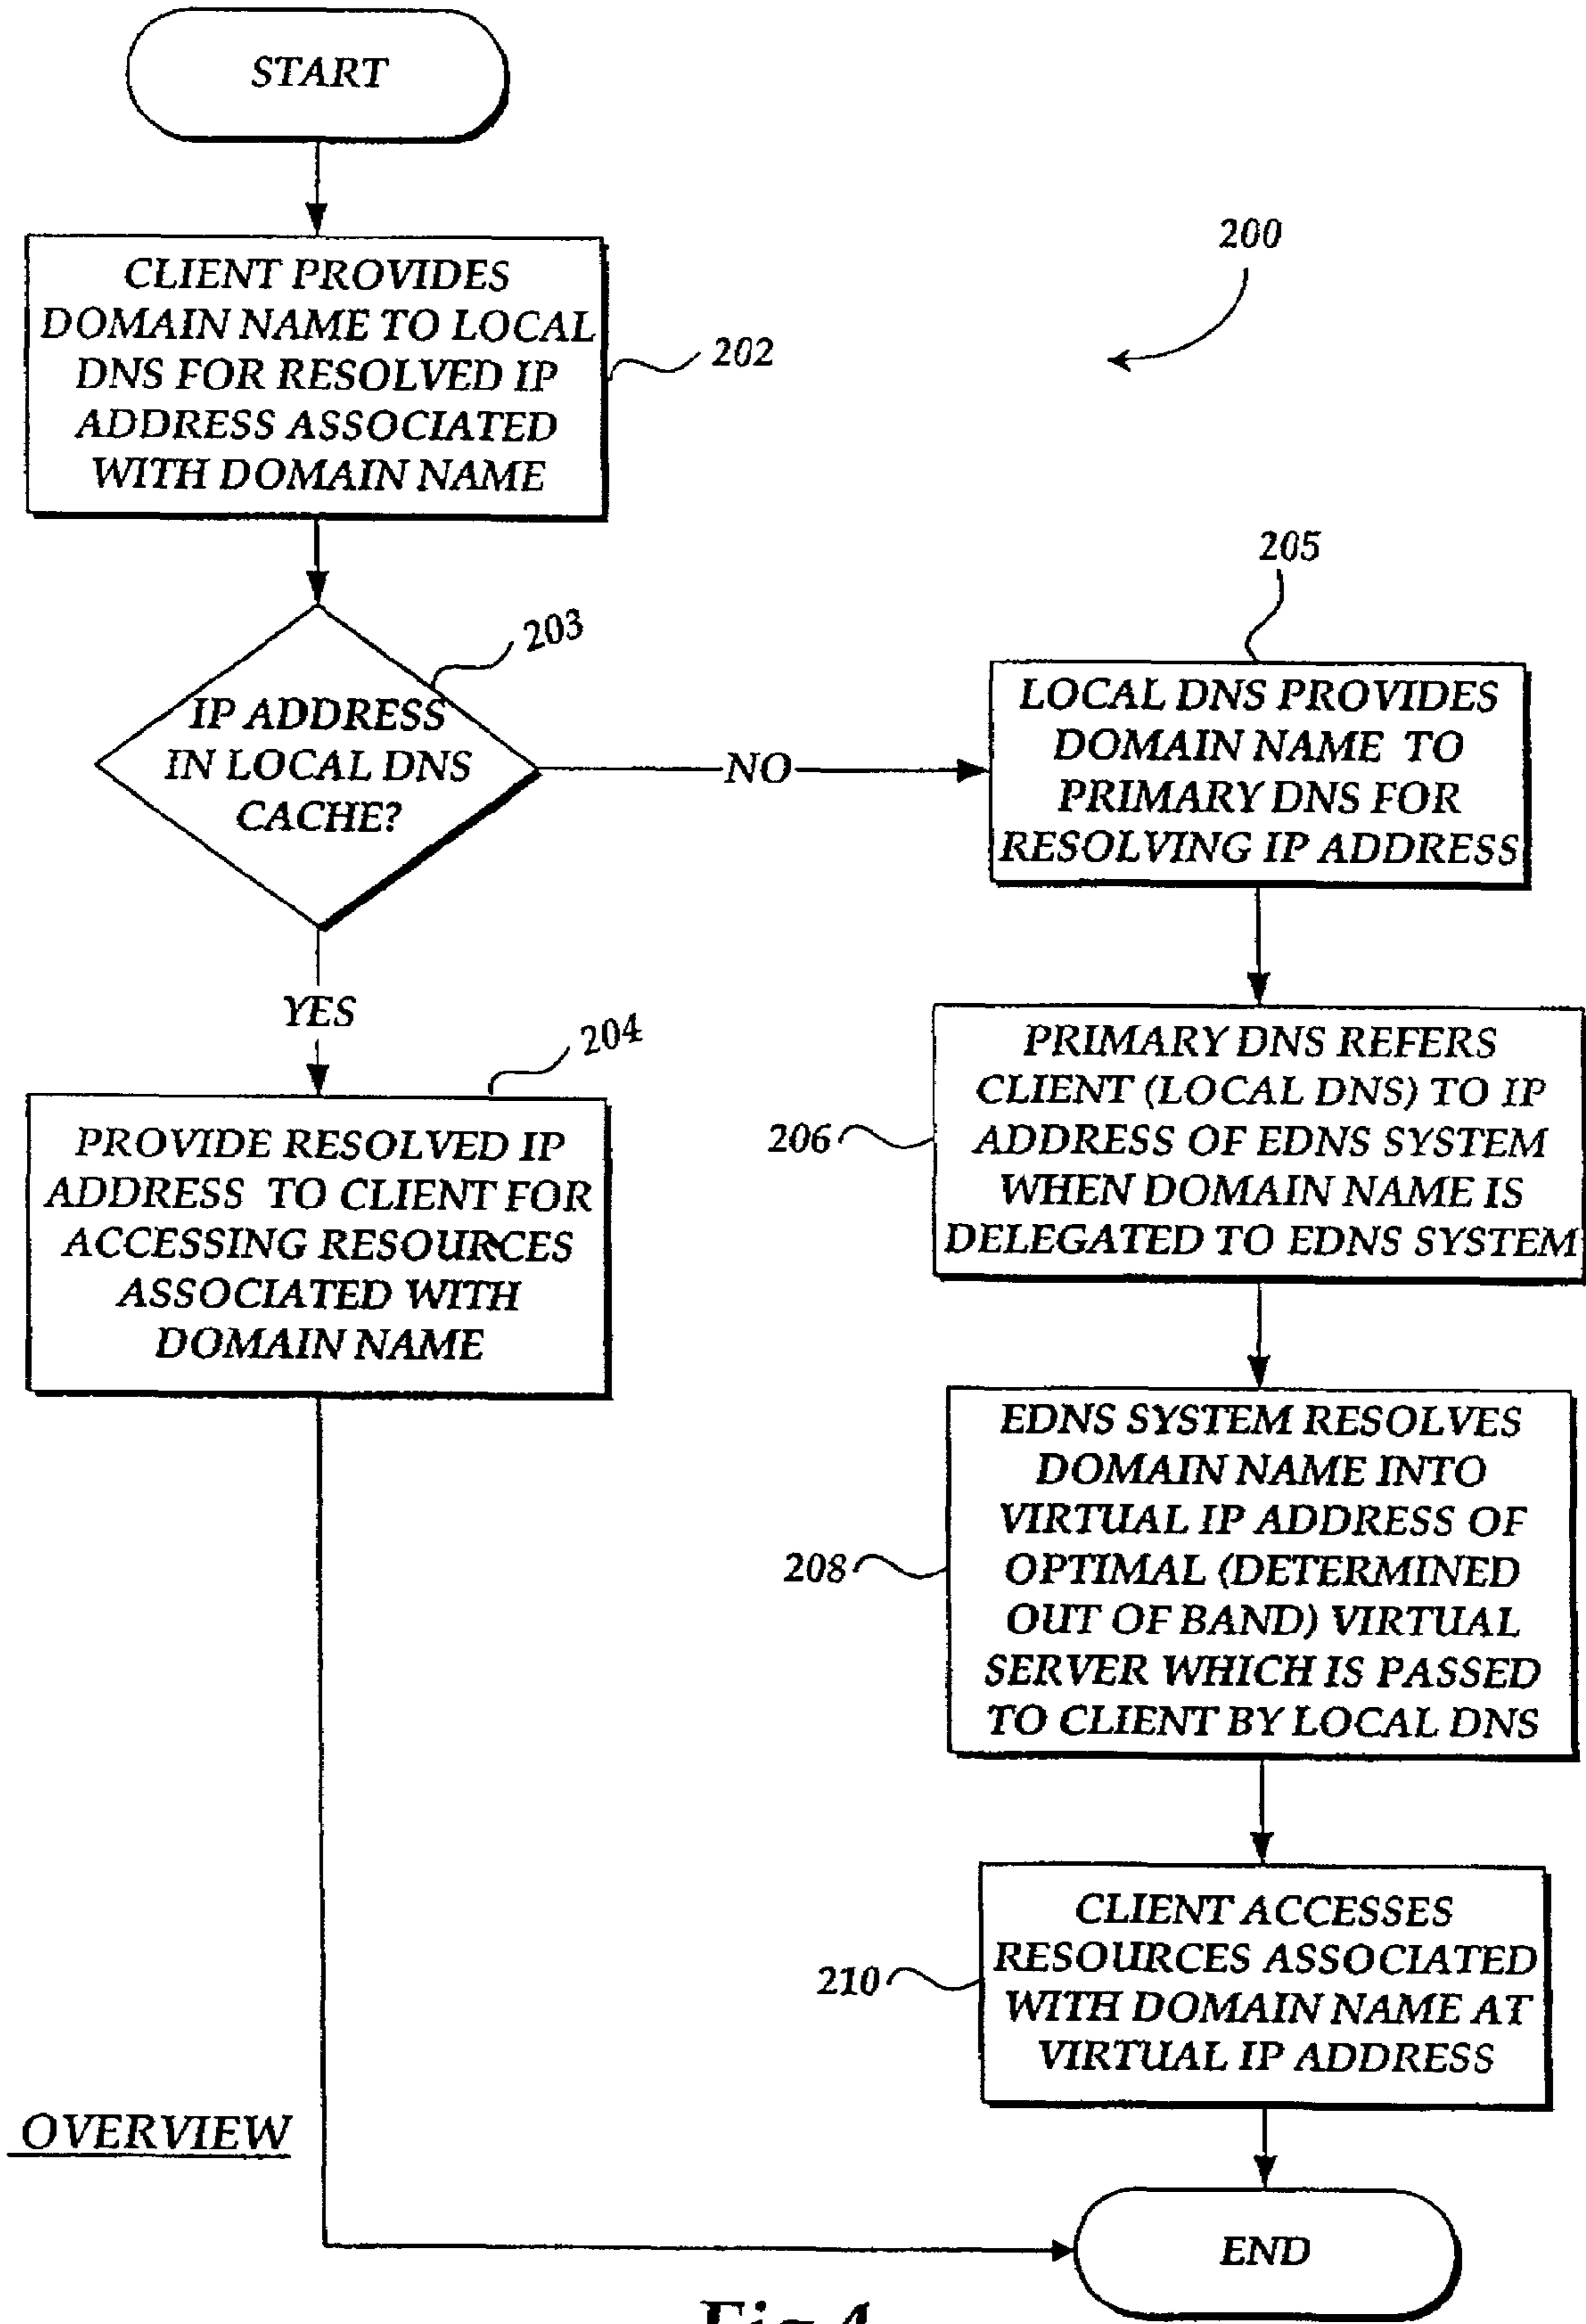 START
CLIENT PROVIDES
DOMAIN NAME TO LOCAL
DNS FOR RESOLVED IP
ADDRESS ASSOCIATED
WITH DOMAIN NAME
202
200
203
IP ADDRESS
IN LOCAL DNS
CACHE?
NO
YES
204
PROVIDE RESOLVED IP
ADDRESS TO CLIENT FOR
ACCESSING RESOURCES
ASSOCIATED WITH
DOMAIN NAME
205
LOCAL DNS PROVIDES
DOMAIN NAME TO
PRIMARY DNS FOR
RESOLVING IP ADDRESS
206
PRIMARY DNS REFERS
CLIENT (LOCAL DNS) TO IP
ADDRESS OF EDNS SYSTEM
WHEN DOMAIN NAME IS
DELEGATED TO EDNS SYSTEM
208
EDNS SYSTEM RESOLVES
DOMAIN NAME INTO
VIRTUAL IP ADDRESS OF
OPTIMAL (DETERMINED
OUT OF BAND) VIRTUAL
SERVER WHICH IS PASSED
TO CLIENT BY LOCAL DNS
210
CLIENT ACCESSES
RESOURCES ASSOCIATED
WITH DOMAIN NAME AT
VIRTUAL IP ADDRESS
OVERVIEW
END